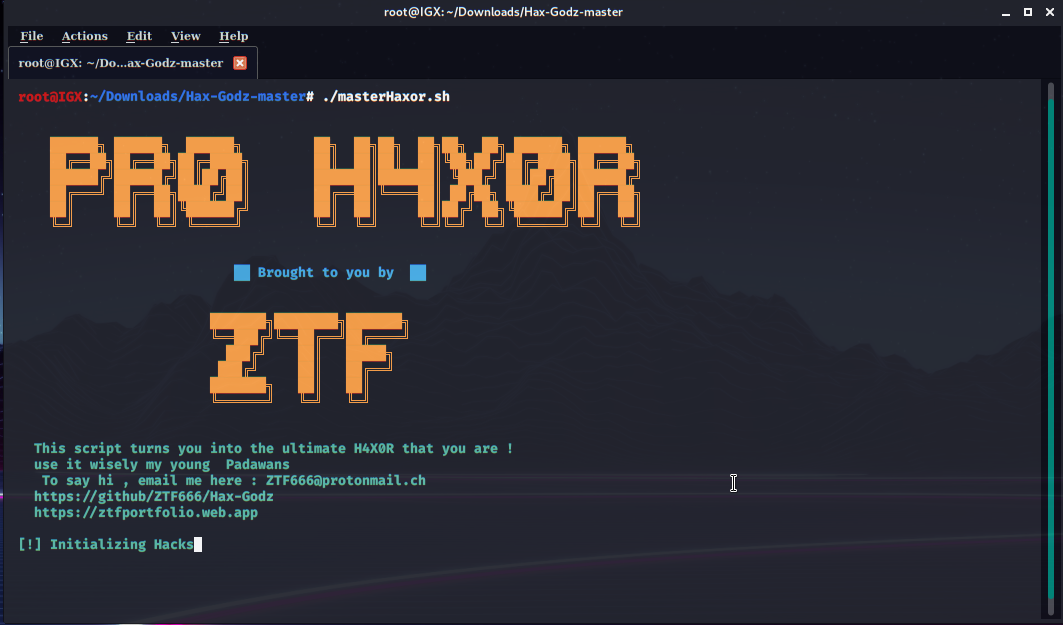 root@IGX: ~/Downloads/Hax-Godz-master
File Actions Edit View Help
root@IGX: ~/Do...ax-Godz-master
root@IGX:~/Downloads/Hax-Godz-master# ./masterHaxor.sh
PR0 H4X0R
Brought to you by
ZTF
This script turns you into the ultimate H4X0R that you are !
use it wisely my young  Padawans
To say hi , email me here : ZTF666@protonmail.ch
https://github/ZTF666/Hax-Godz
https://ztfportfolio.web.app
[!] Initializing Hacks